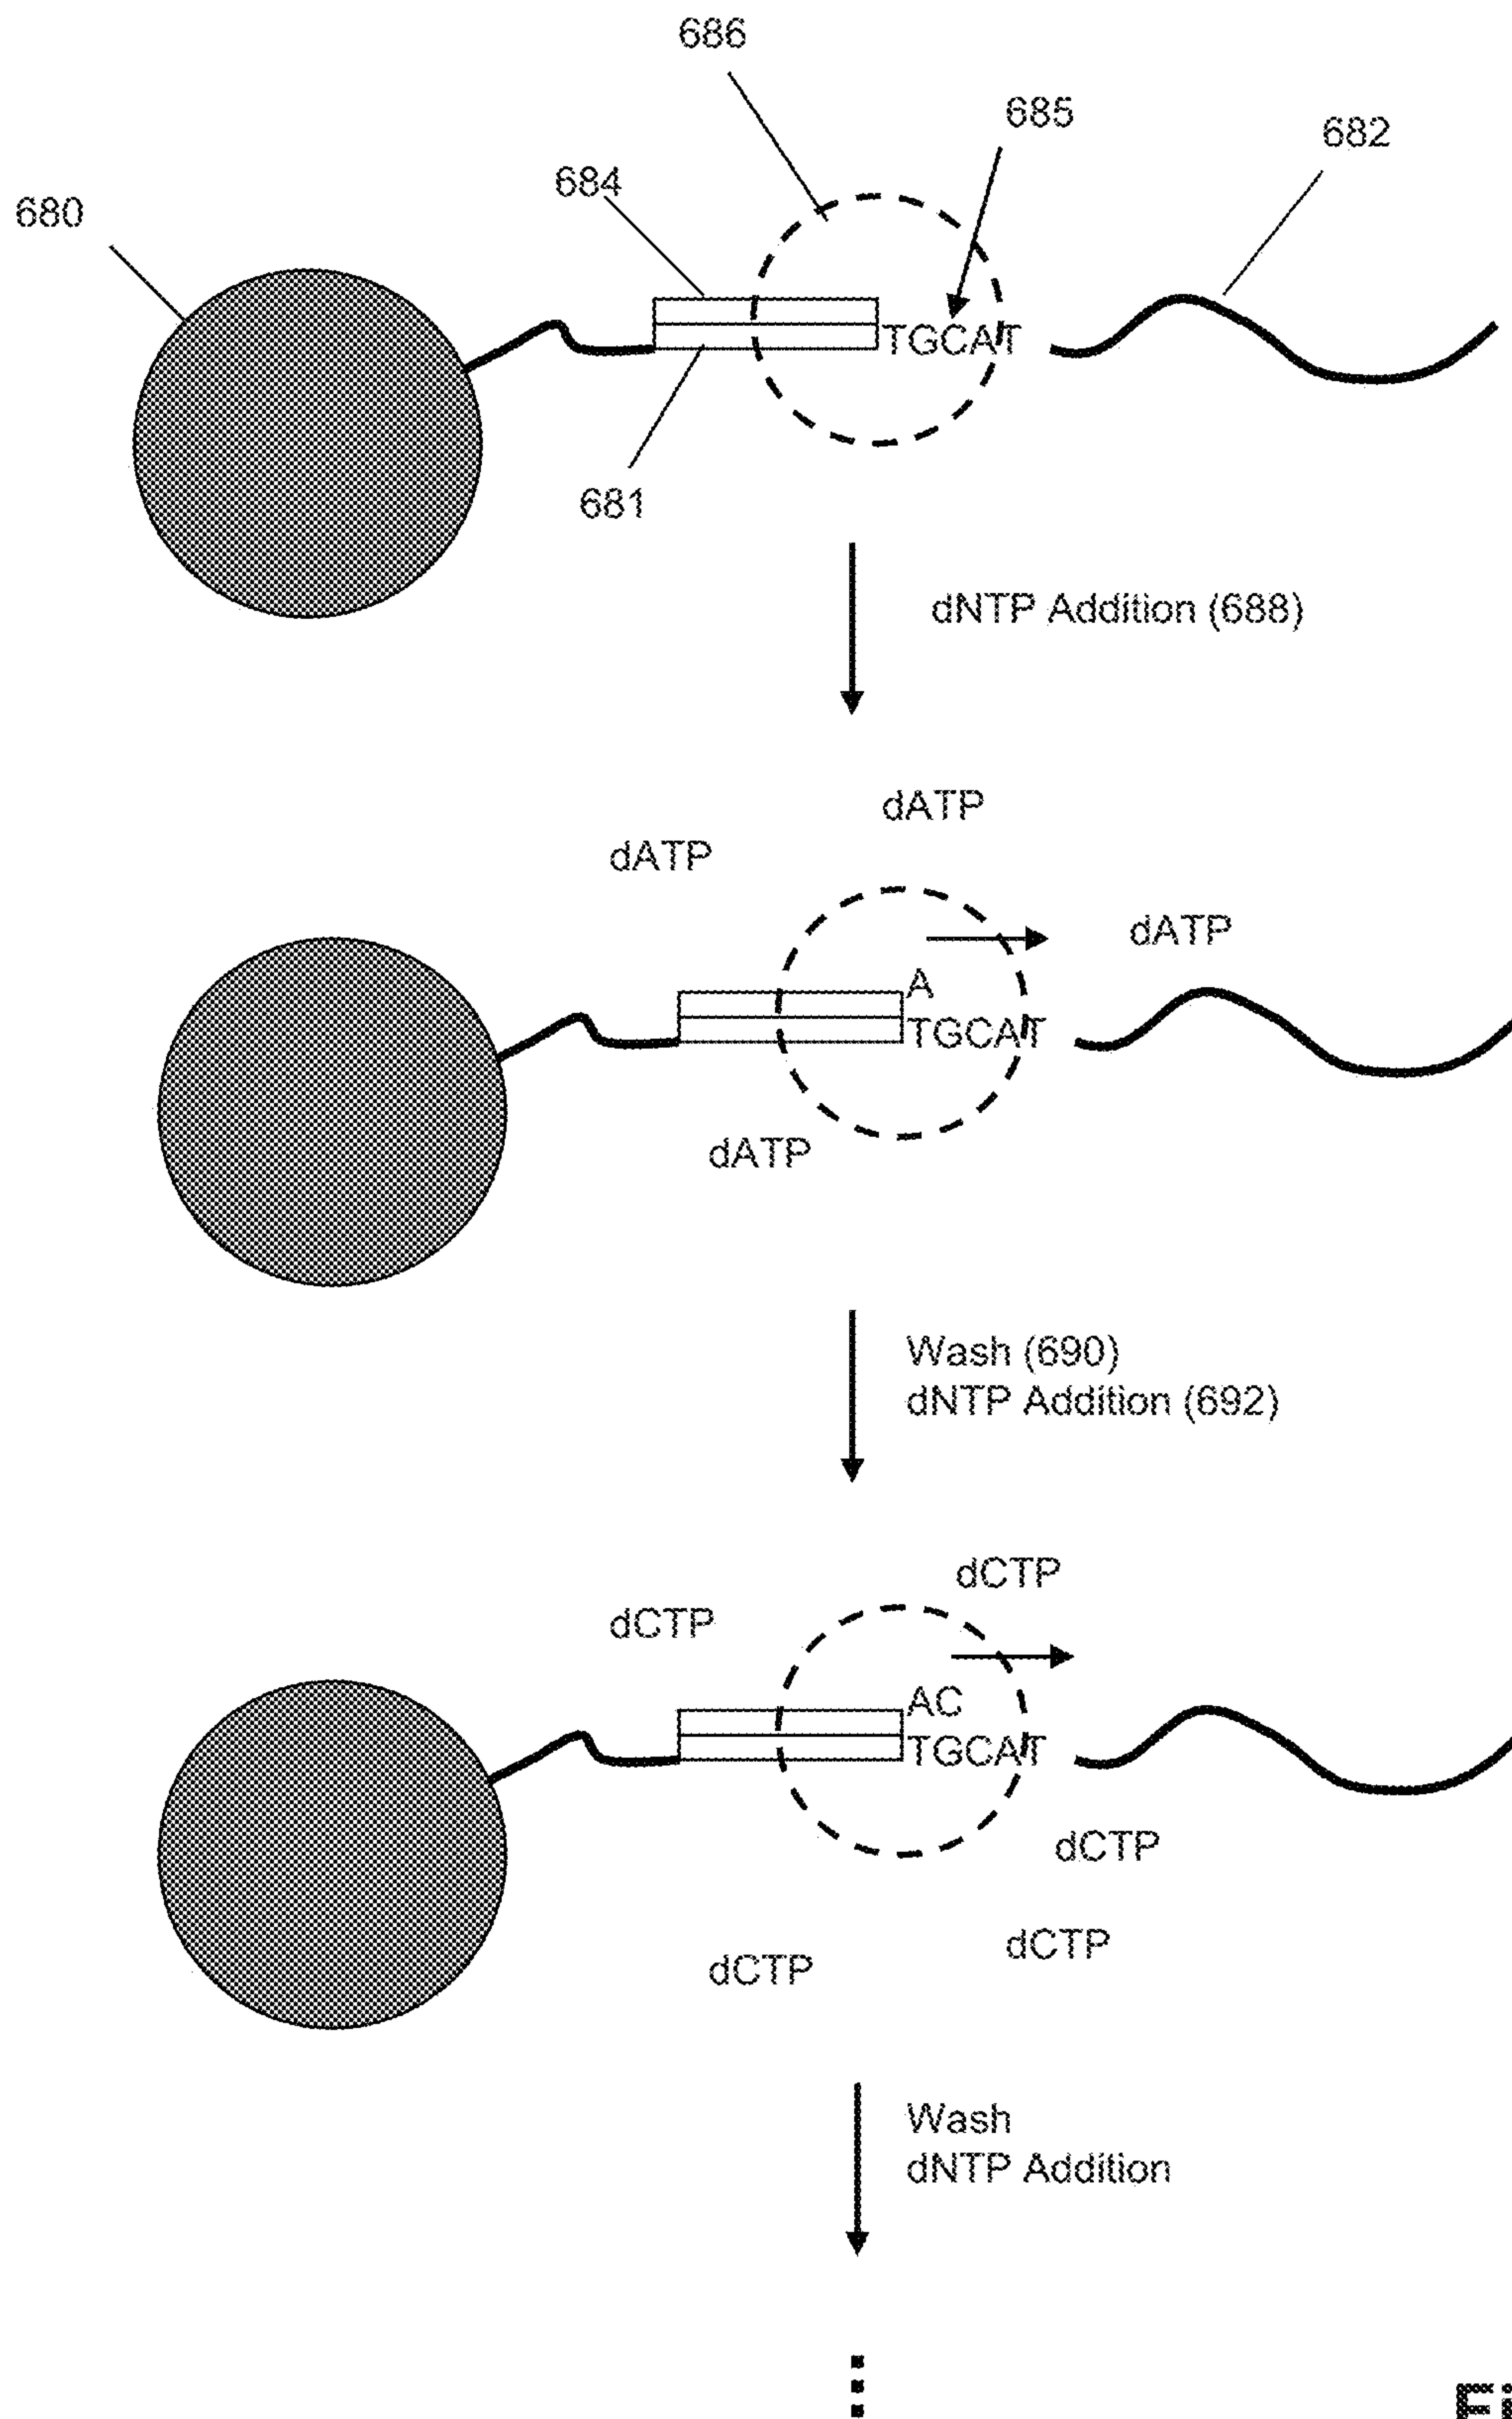 686
685
682
684
680
TGCAT
681
dNTP Addition (688)
dATP
dATP
dATP
A
TGCAT
dATP
Wash (690)
dNTP Addition (692)
dCTP
dCTP
AC
TGCAT
dCTP
dCTP
dCTP
Wash
dNTP Addition
Fi